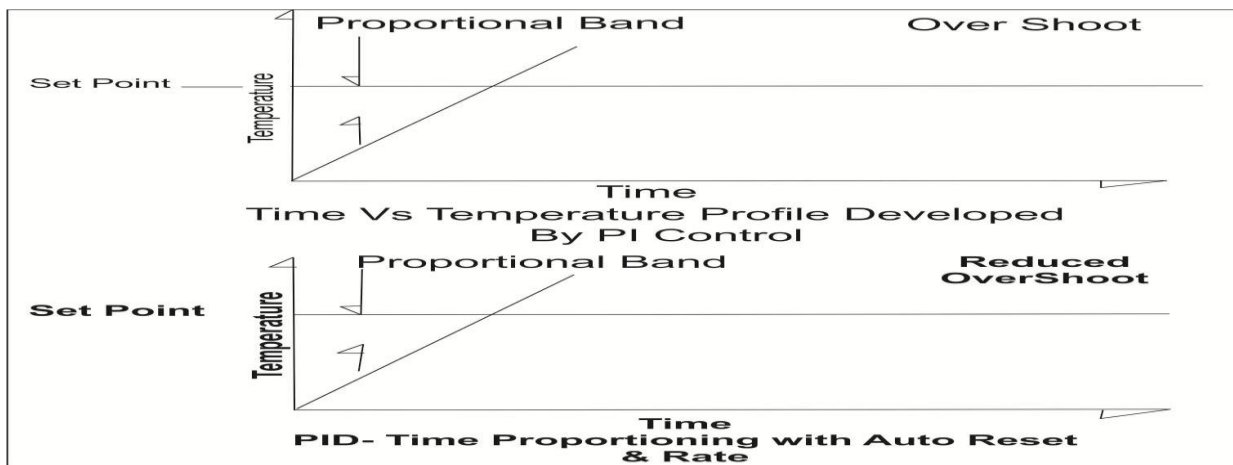 Proportional Band
Over Shoot
Set Point
Temperature
Time
Time Vs Temperature Profile Developed
By PI Control
Proportional Band
Reduced
OverShoot
Set Point
Temperature
Time
PID- Time Proportioning with Auto Reset
& Rate